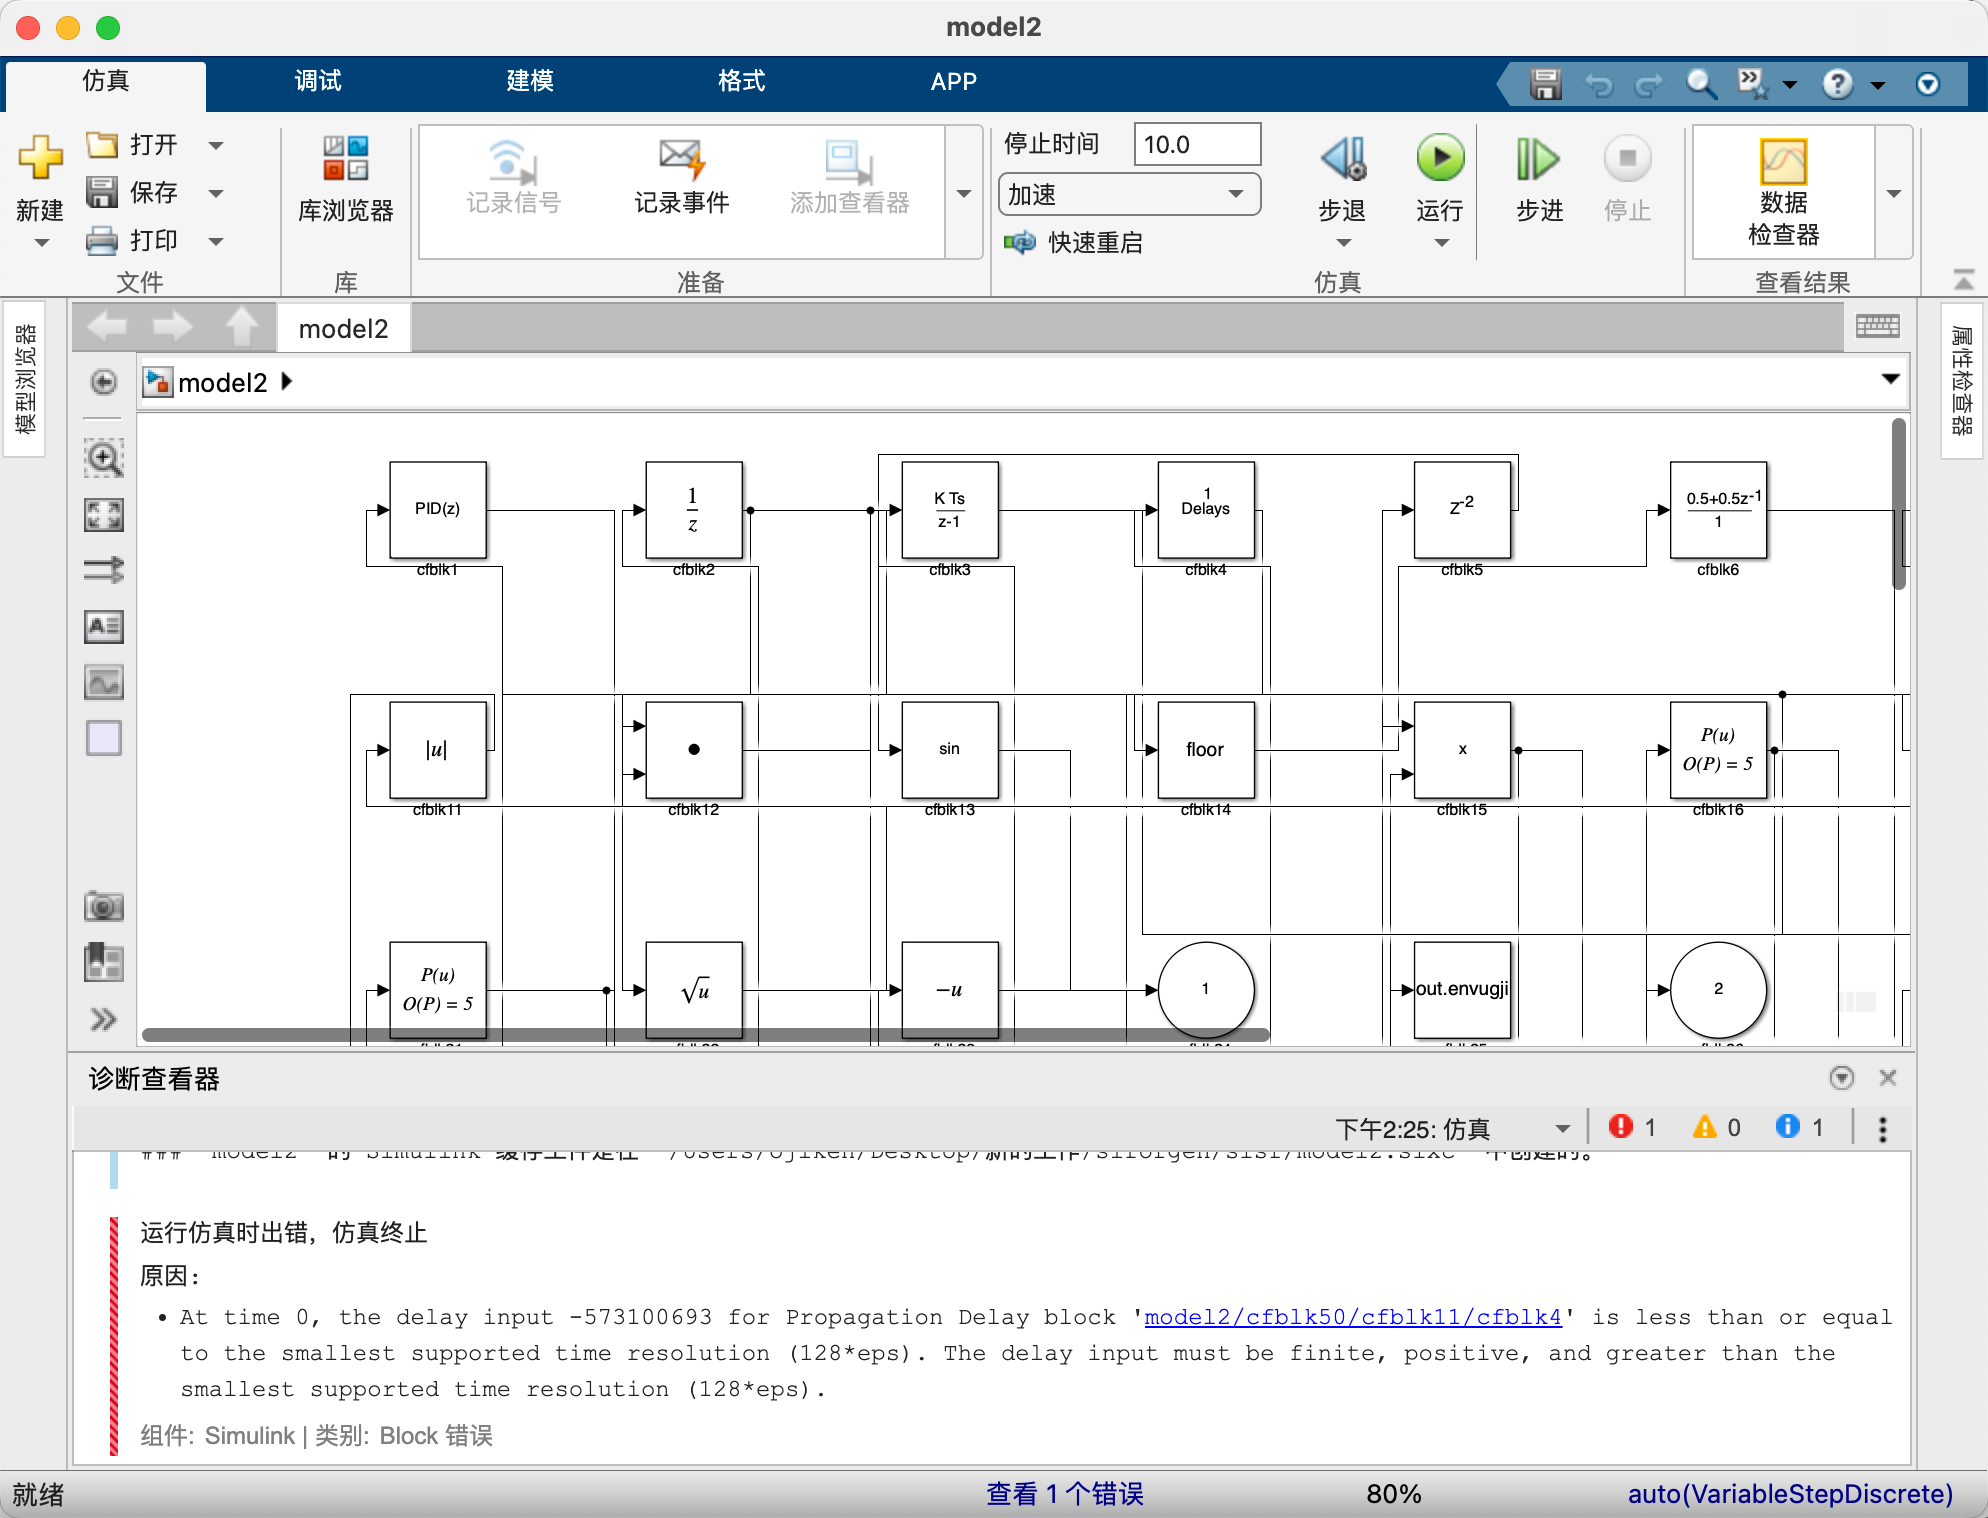 model2
仿真 调试 建模 格式 APP
新建 打开 保存 打印 文件
库浏览器 库
记录信号 记录事件 添加查看器 准备
停止时间 10.0
加速
快速重启
步退 运行 步进 停止 仿真
数据
检查器
查看结果
模型浏览器
属性检查器
model2
model2
PID(z)
cfblk1
1
z
cfblk2
K Ts
z-1
cfblk3
1
Delays
cfblk4
Z-2
cfblk5
0.5+0.5z-1
1
cfblk6
|u|
cfblk11
cfblk12
sin
cfblk13
floor
cfblk14
x
cfblk15
P(u)
O(P) = 5
cfblk16
P(u)
O(P) = 5
√u
−u
1
out.envugji
2
诊断查看器
下午2:25: 仿真 1 0 1
运行仿真时出错，仿真终止
原因:
• At time 0, the delay input -573100693 for Propagation Delay block 'model2/cfblk50/cfblk11/cfblk4' is less than or equal
to the smallest supported time resolution (128*eps). The delay input must be finite, positive, and greater than the
smallest supported time resolution (128*eps).
组件: Simulink | 类别: Block 错误
就绪 查看 1 个错误 80% auto(VariableStepDiscrete)